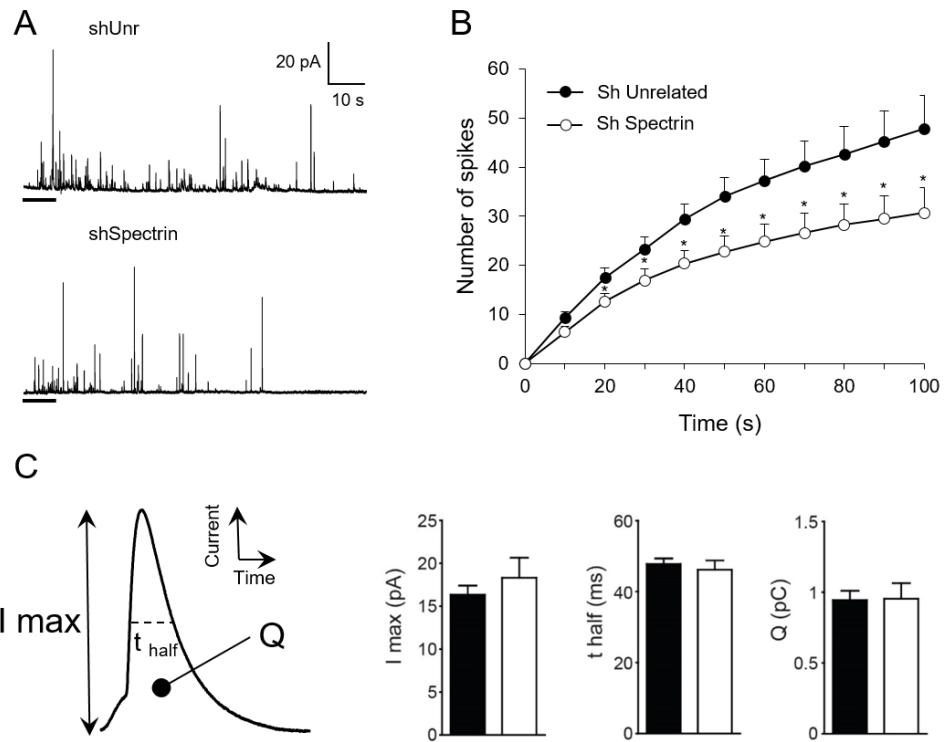 A
shUnr
20 pA
10 s
shSpectrin
B
Number of spikes
60
50
40
30
20
10
0
Sh Unrelated
Sh Spectrin
*
*
*
*
*
*
*
*
*
0
20
40
60
80
100
Time (s)
C
I max
t half
Q
Current
Time
I max (pA)
25
20
15
10
5
0
t half (ms)
60
40
20
0
Q (pC)
1.5
1
0.5
0